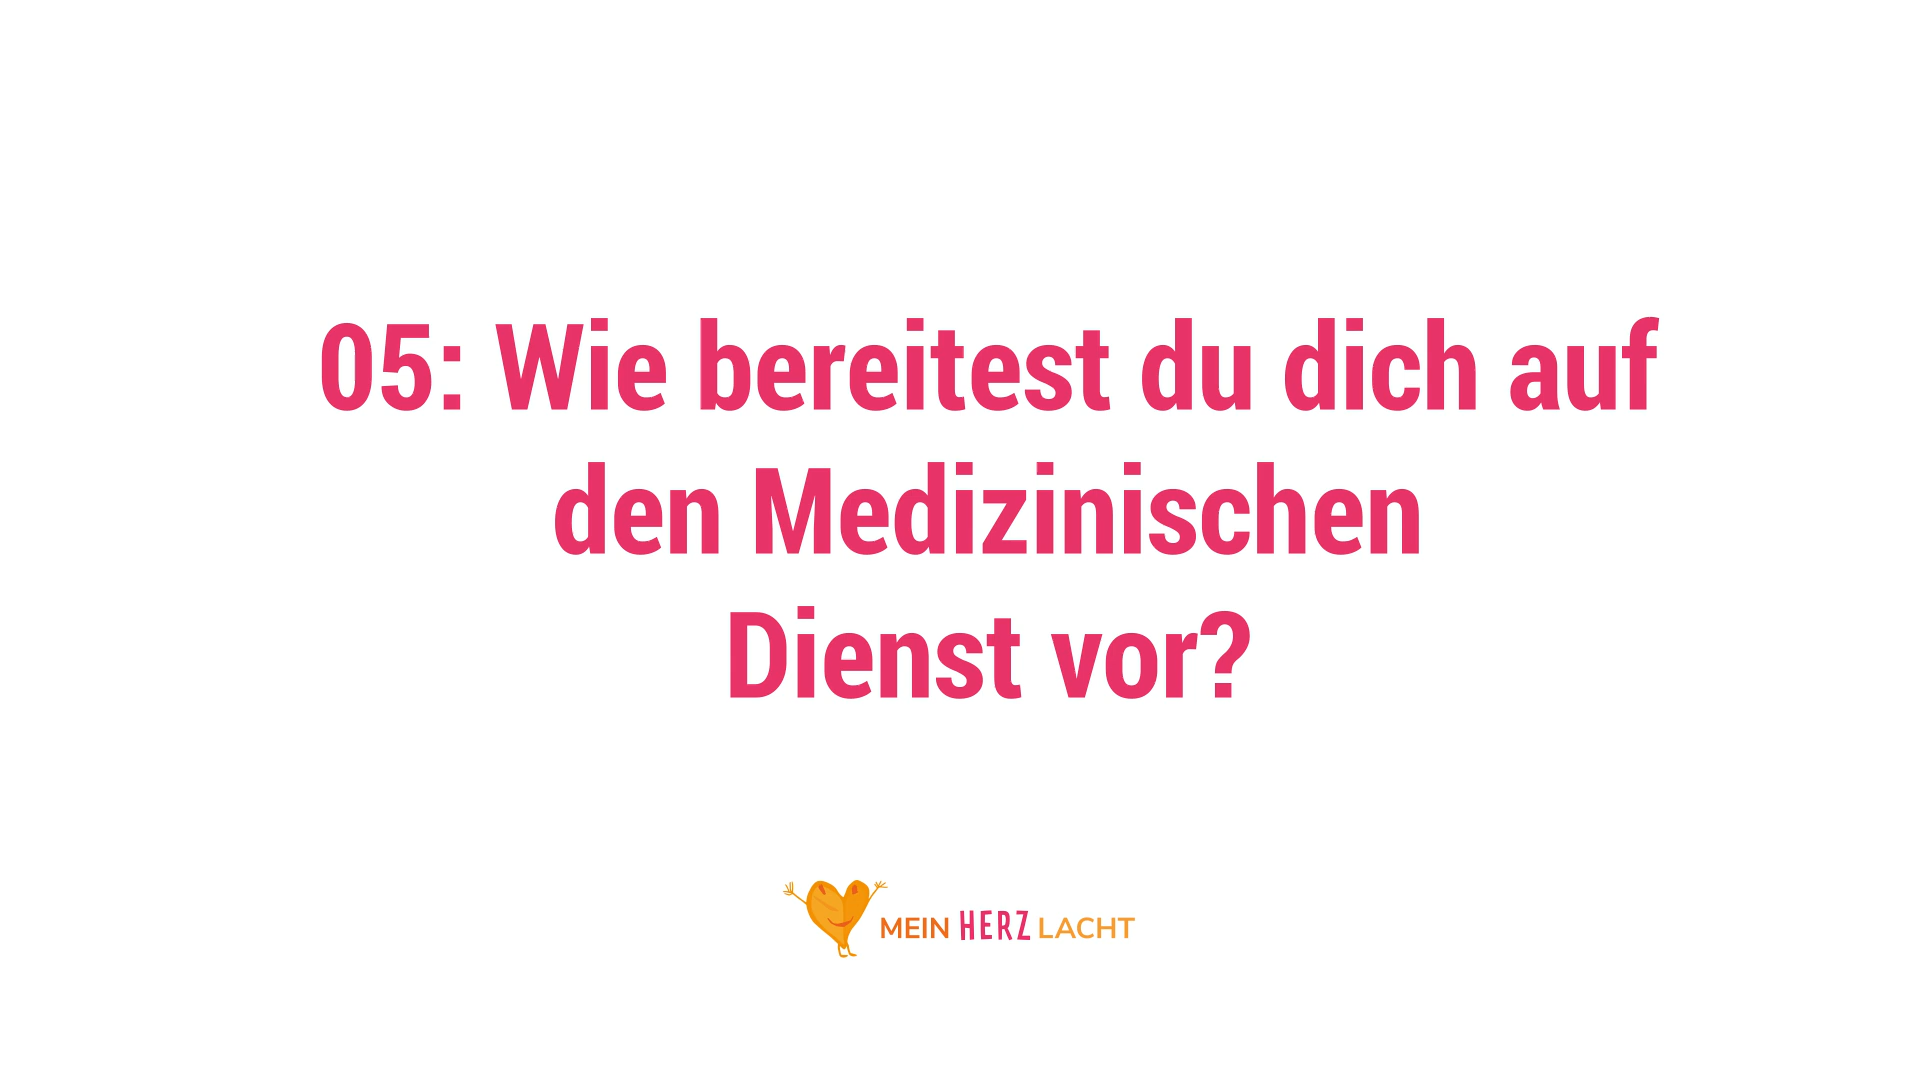 05: Wie bereitest du dich auf
den Medizinischen
Dienst vor?
MEIN HERZ LACHT